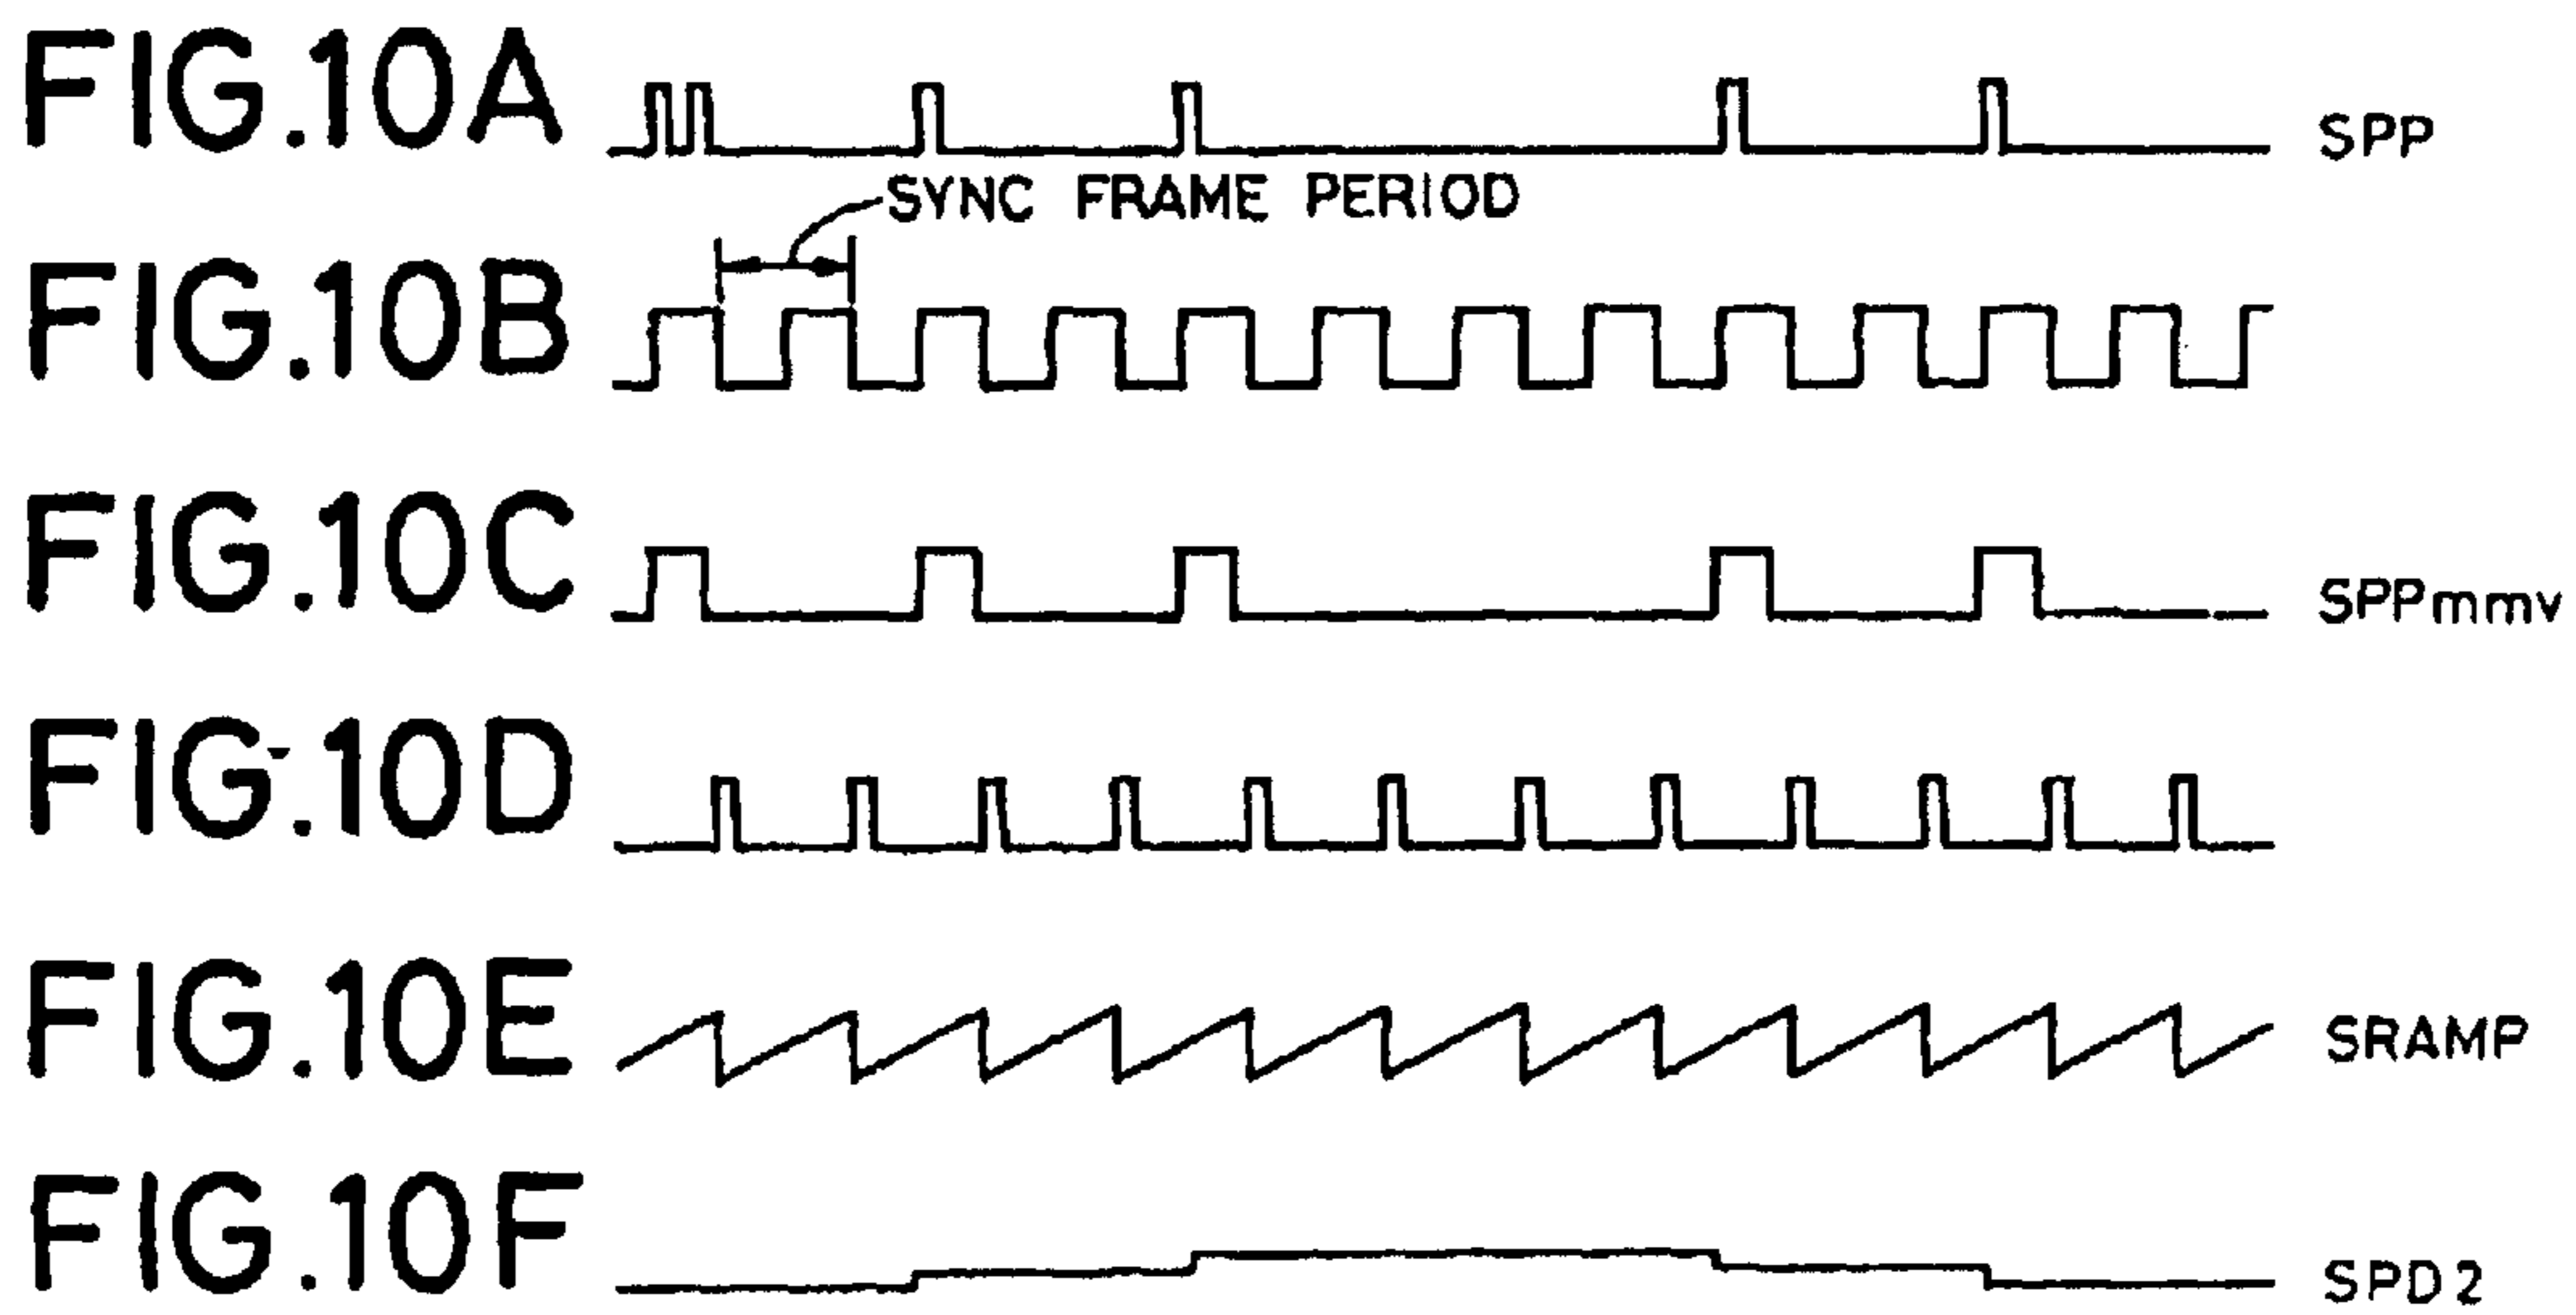 FIG.10A
SPP
SYNC FRAME PERIOD
FIG.10B
FIG.10C
SPPmmv
FIG.10D
FIG.10E
SRAMP
FIG.10F
SPD2